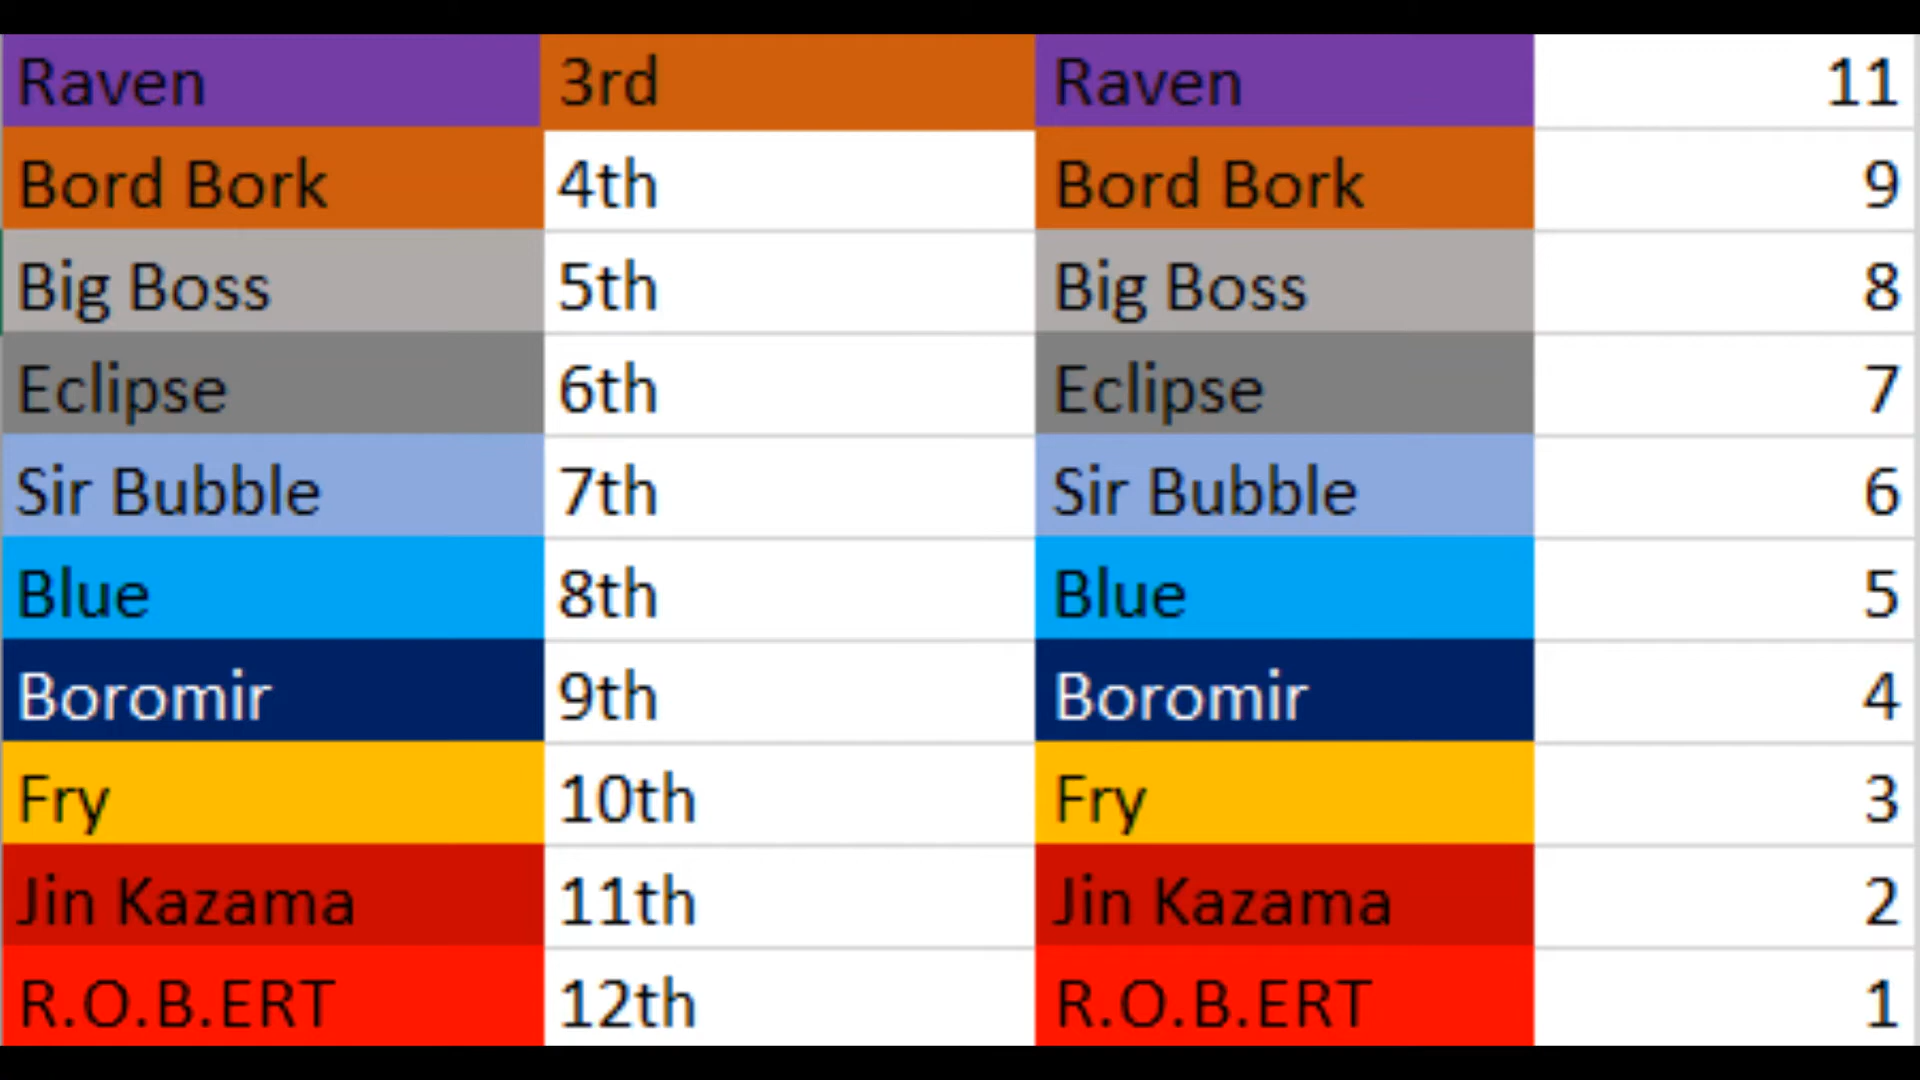 Raven 3rd Raven 11
Bord Bork 4th Bord Bork 9
Big Boss 5th Big Boss 8
Eclipse 6th Eclipse 7
Sir Bubble 7th Sir Bubble 6
Blue 8th Blue 5
Boromir 9th Boromir 4
Fry 10th Fry 3
Jin Kazama 11th Jin Kazama 2
R.O.B.ERT 12th R.O.B.ERT 1